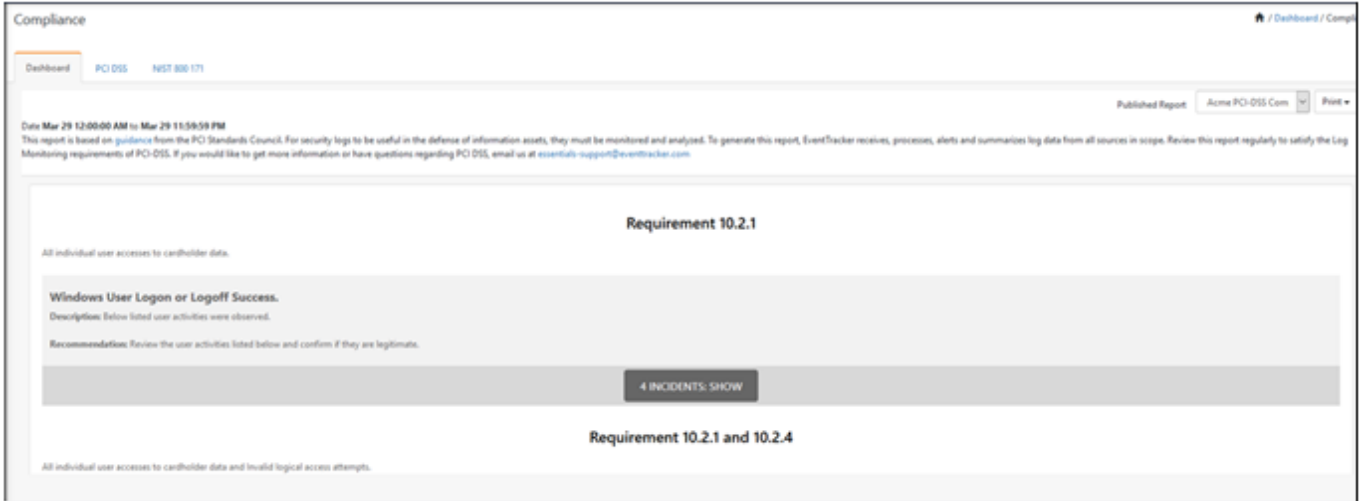 Compliance
/ Dashboard / Compli
Dashboard PCI DSS NIST 800 171
Published Report Acme PCI-DSS Com Print
Date Mar 29 12:00:00 AM to Mar 29 11:59:59 PM
This report is based on guidance from the PCI Standards Council. For security logs to be useful in the defense of information assets, they must be monitored and analyzed. To generate this report, EventTracker receives, processes, alerts and summarizes log data from all sources in scope. Review this report regularly to satisfy the Log
Monitoring requirements of PCI-DSS. If you would like to get more information or have questions regarding PCI DSS, email us at essentials-support@eventtracker.com
Requirement 10.2.1
All individual user accesses to cardholder data.
Windows User Logon or Logoff Success.
Description: Below listed user activities were observed.
Recommendation: Review the user activities listed below and confirm if they are legitimate.
4 INCIDENTS: SHOW
Requirement 10.2.1 and 10.2.4
All individual user accesses to cardholder data and Invalid logical access attempts.